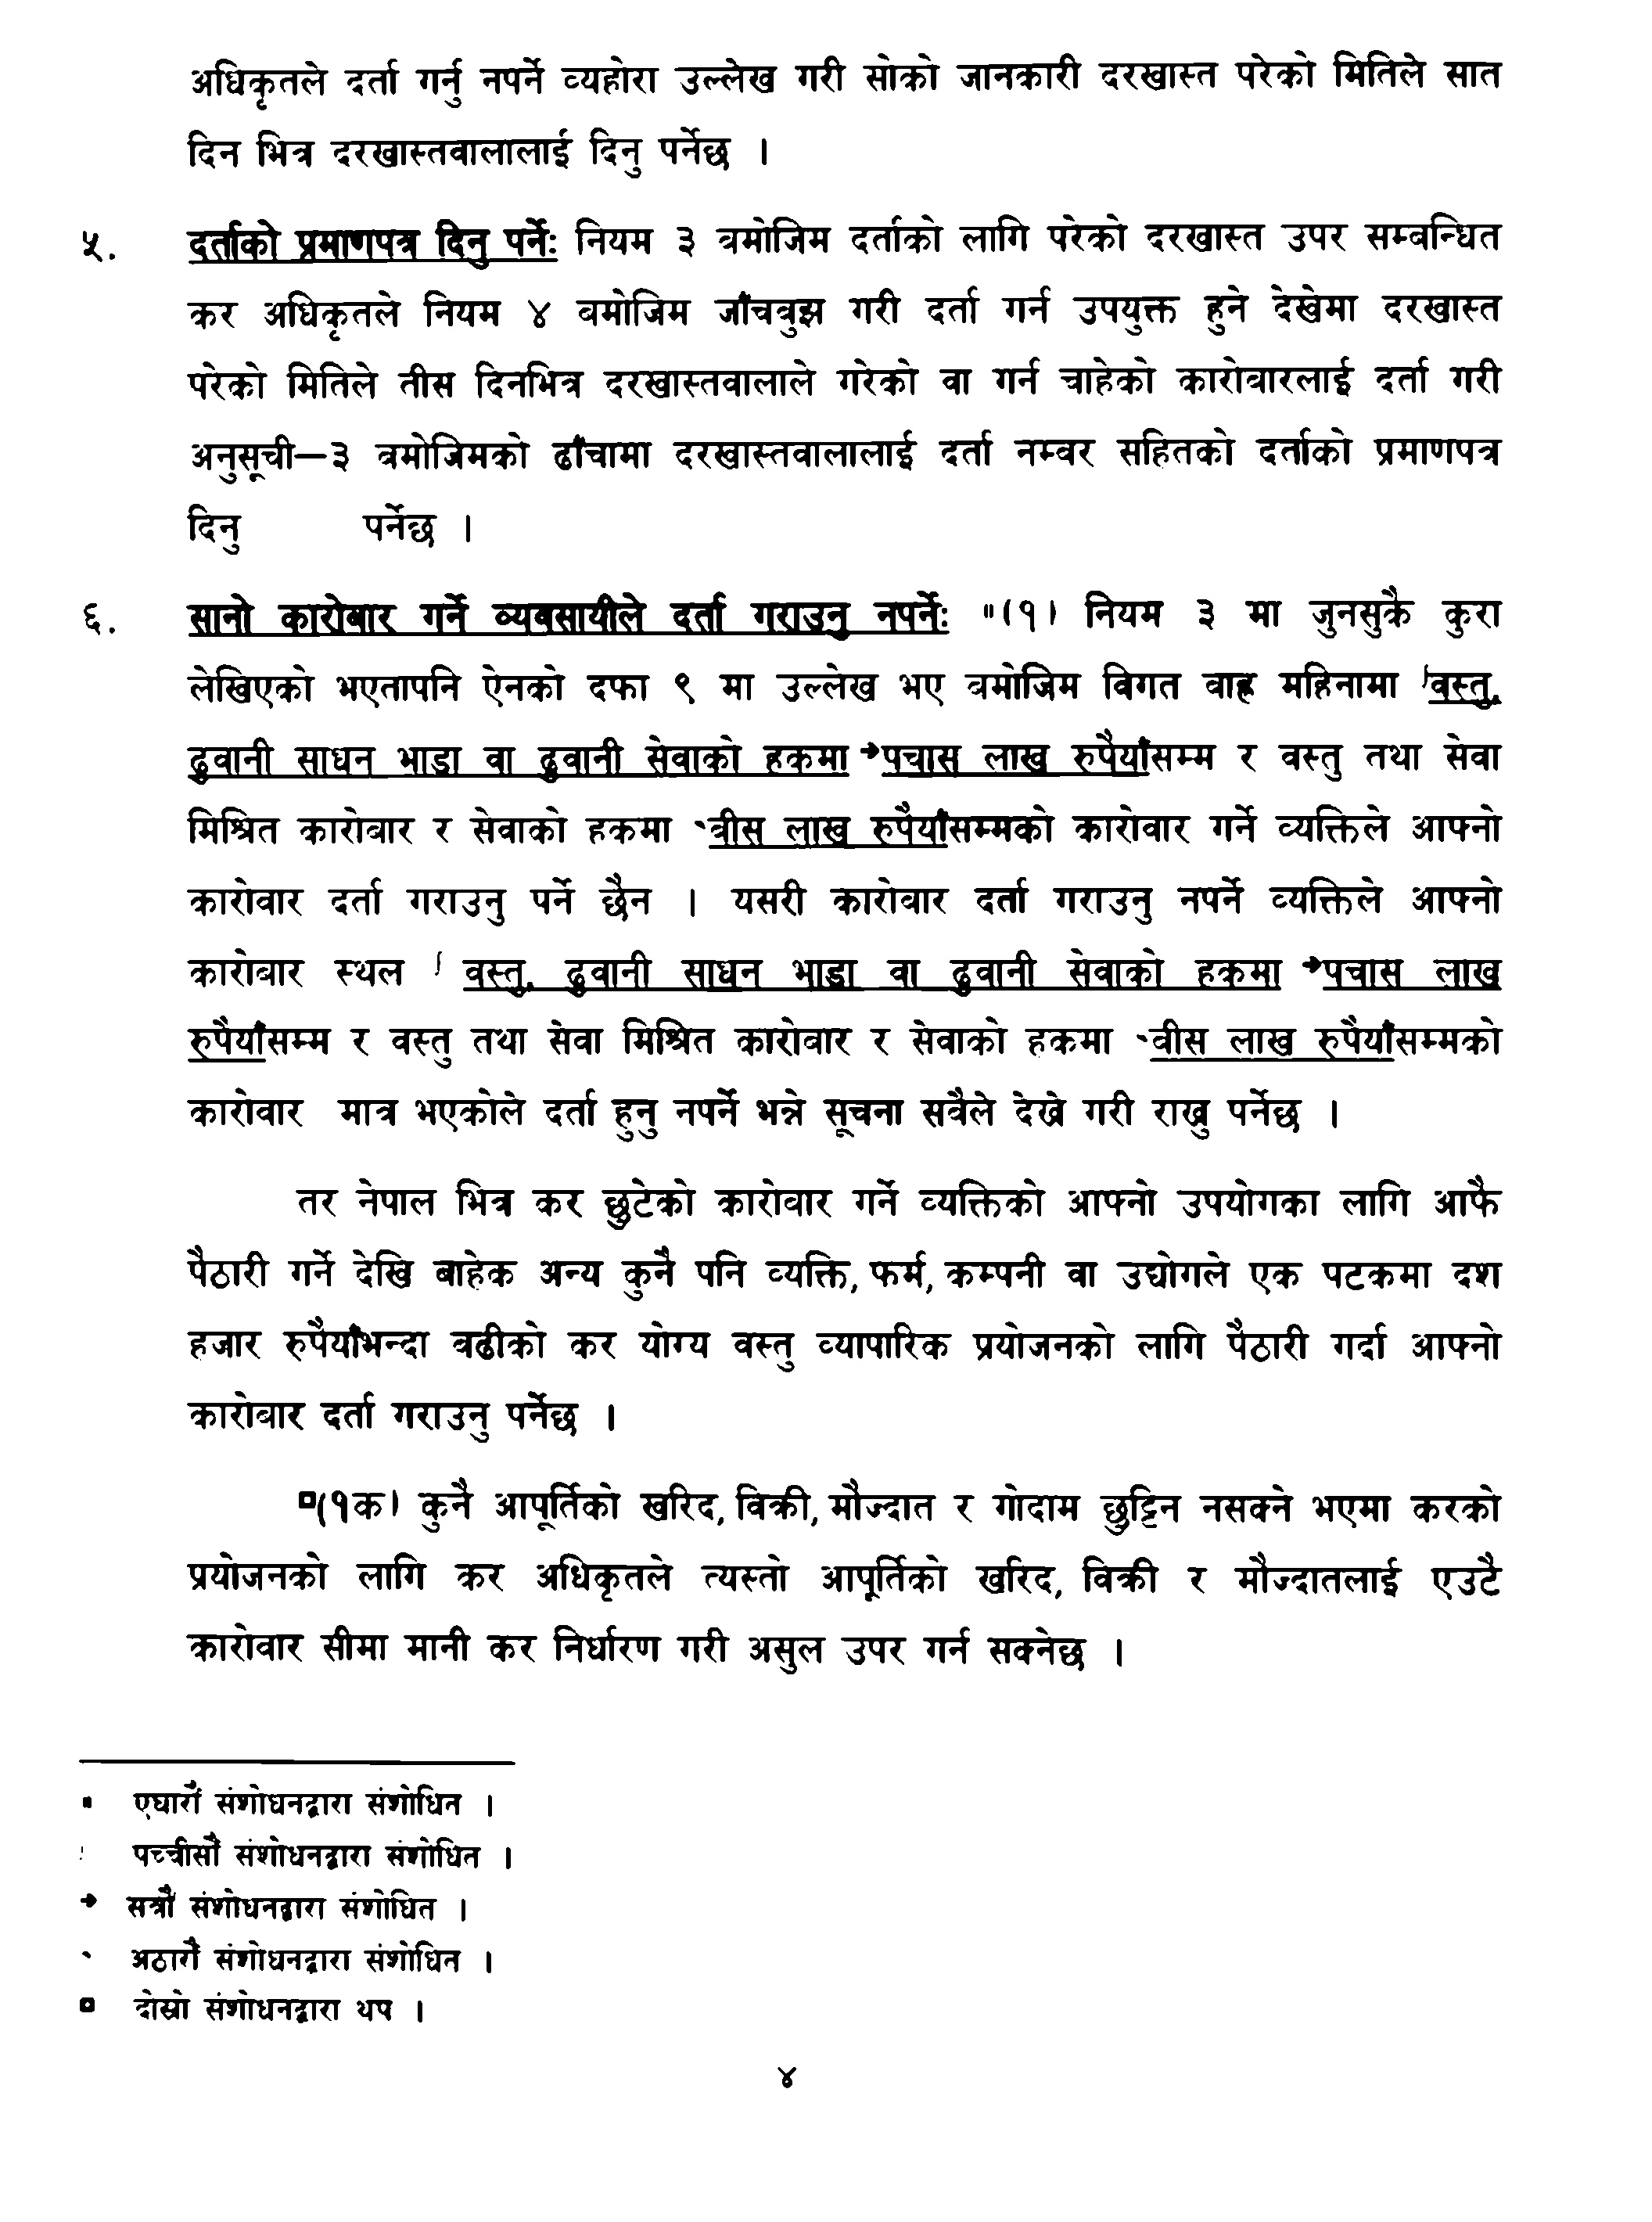 अधिकृतले दर्ता गर्नु नपर्ने व्यहोरा उल्लेख गरी सोको जानकारी दरखास्त परेको मितिले सात
दिन भित्र दरखास्तवालालाई दिनु पर्नेछ ।
५. दर्ताको प्रमाणपत्र दिनु पर्नेः नियम ३ बमोजिम दर्ताको लागि परेको दरखास्त उपर सम्बन्धित
कर अधिकृतले नियम ४ बमोजिम जाँचबुझ गरी दर्ता गर्न उपयुक्त हुने देखेमा दरखास्त
परेको मितिले तीस दिनभित्र दरखास्तवालाले गरेको वा गर्न चाहेको कारोबारलाई दर्ता गरी
अनुसूची–३ बमोजिमको ढाँचामा दरखास्तवालालाई दर्ता नम्बर सहितको दर्ताको प्रमाणपत्र
दिनु पर्नेछ ।
६. सानो कारोबार गर्ने व्यवसायीले दर्ता गराउनु नपर्नेः ▪(१) नियम ३ मा जुनसुकै कुरा
लेखिएको भएतापनि ऐनको दफा ९ मा उल्लेख भए बमोजिम विगत बाह्र महिनामा वस्तु,
ढुवानी साधन भाडा वा ढुवानी सेवाको हकमा ➔पचास लाख रुपैयाँसम्म र वस्तु तथा सेवा
मिश्रित कारोबार र सेवाको हकमा बीस लाख रुपैयाँसम्मको कारोबार गर्ने व्यक्तिले आफ्नो
कारोबार दर्ता गराउनु पर्ने छैन । यसरी कारोबार दर्ता गराउनु नपर्ने व्यक्तिले आफ्नो
कारोबार स्थल वस्तु, ढुवानी साधन भाडा वा ढुवानी सेवाको हकमा ➔पचास लाख
रुपैयाँसम्म र वस्तु तथा सेवा मिश्रित कारोबार र सेवाको हकमा बीस लाख रुपैयाँसम्मको
कारोबार मात्र भएकोले दर्ता हुनु नपर्ने भन्ने सूचना सबैले देख्ने गरी राख्नु पर्नेछ ।
तर नेपाल भित्र कर छुटेको कारोबार गर्ने व्यक्तिको आफ्नो उपयोगका लागि आफै
पैठारी गर्ने देखि बाहेक अन्य कुनै पनि व्यक्ति, फर्म, कम्पनी वा उद्योगले एक पटकमा दश
हजार रुपैयाँभन्दा बढीको कर योग्य वस्तु व्यापारिक प्रयोजनको लागि पैठारी गर्दा आफ्नो
कारोबार दर्ता गराउनु पर्नेछ ।
◘(१क) कुनै आपूर्तिको खरिद, बिक्री, मौज्दात र गोदाम छुट्टिन नसक्ने भएमा करको
प्रयोजनको लागि कर अधिकृतले त्यस्तो आपूर्तिको खरिद, बिक्री र मौज्दातलाई एउटै
कारोबार सीमा मानी कर निर्धारण गरी असुल उपर गर्न सक्नेछ ।
▪ एघारौं संशोधनद्वारा संशोधित ।
पच्चीसौं संशोधनद्वारा संशोधित ।
➔ सत्रौं संशोधनद्वारा संशोधित ।
अठारौं संशोधनद्वारा संशोधित ।
◘ दोस्रो संशोधनद्वारा थप ।
४